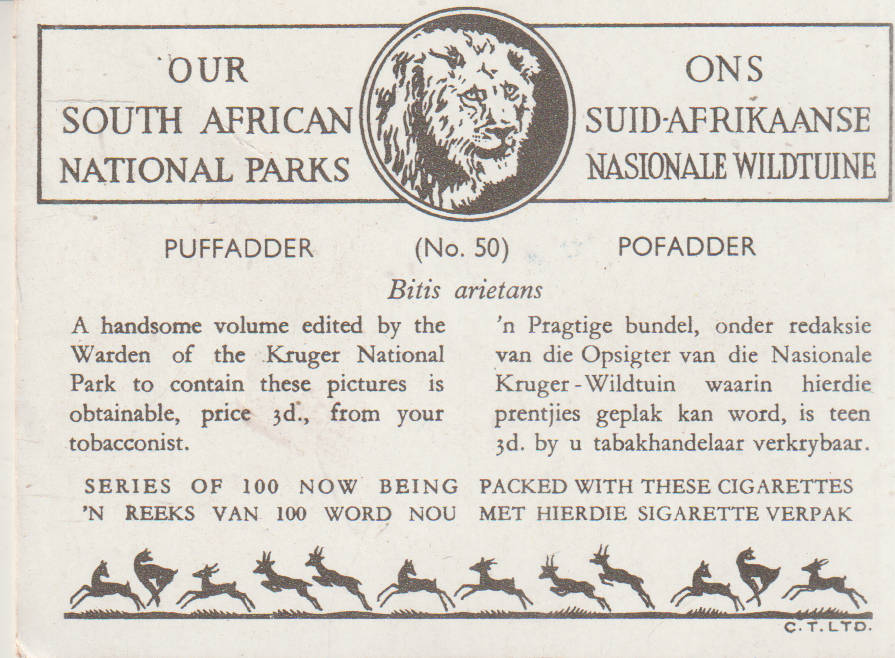 OUR
SOUTH AFRICAN
NATIONAL PARKS
ONS
SUID-AFRIKAANSE
NASIONALE WILDTUINE
PUFFADDER (No. 50) POFADDER
Bitis arietans
A handsome volume edited by the
Warden of the Kruger National
Park to contain these pictures is
obtainable, price 3d., from your
tobacconist.
'n Pragtige bundel, onder redaksie
van die Opsigter van die Nasionale
Kruger-Wildtuin waarin hierdie
prentjies geplak kan word, is teen
3d. by u tabakhandelaar verkrybaar.
SERIES OF 100 NOW BEING PACKED WITH THESE CIGARETTES
'N REEKS VAN 100 WORD NOU MET HIERDIE SIGARETTE VERPAK
C.T.LTD.